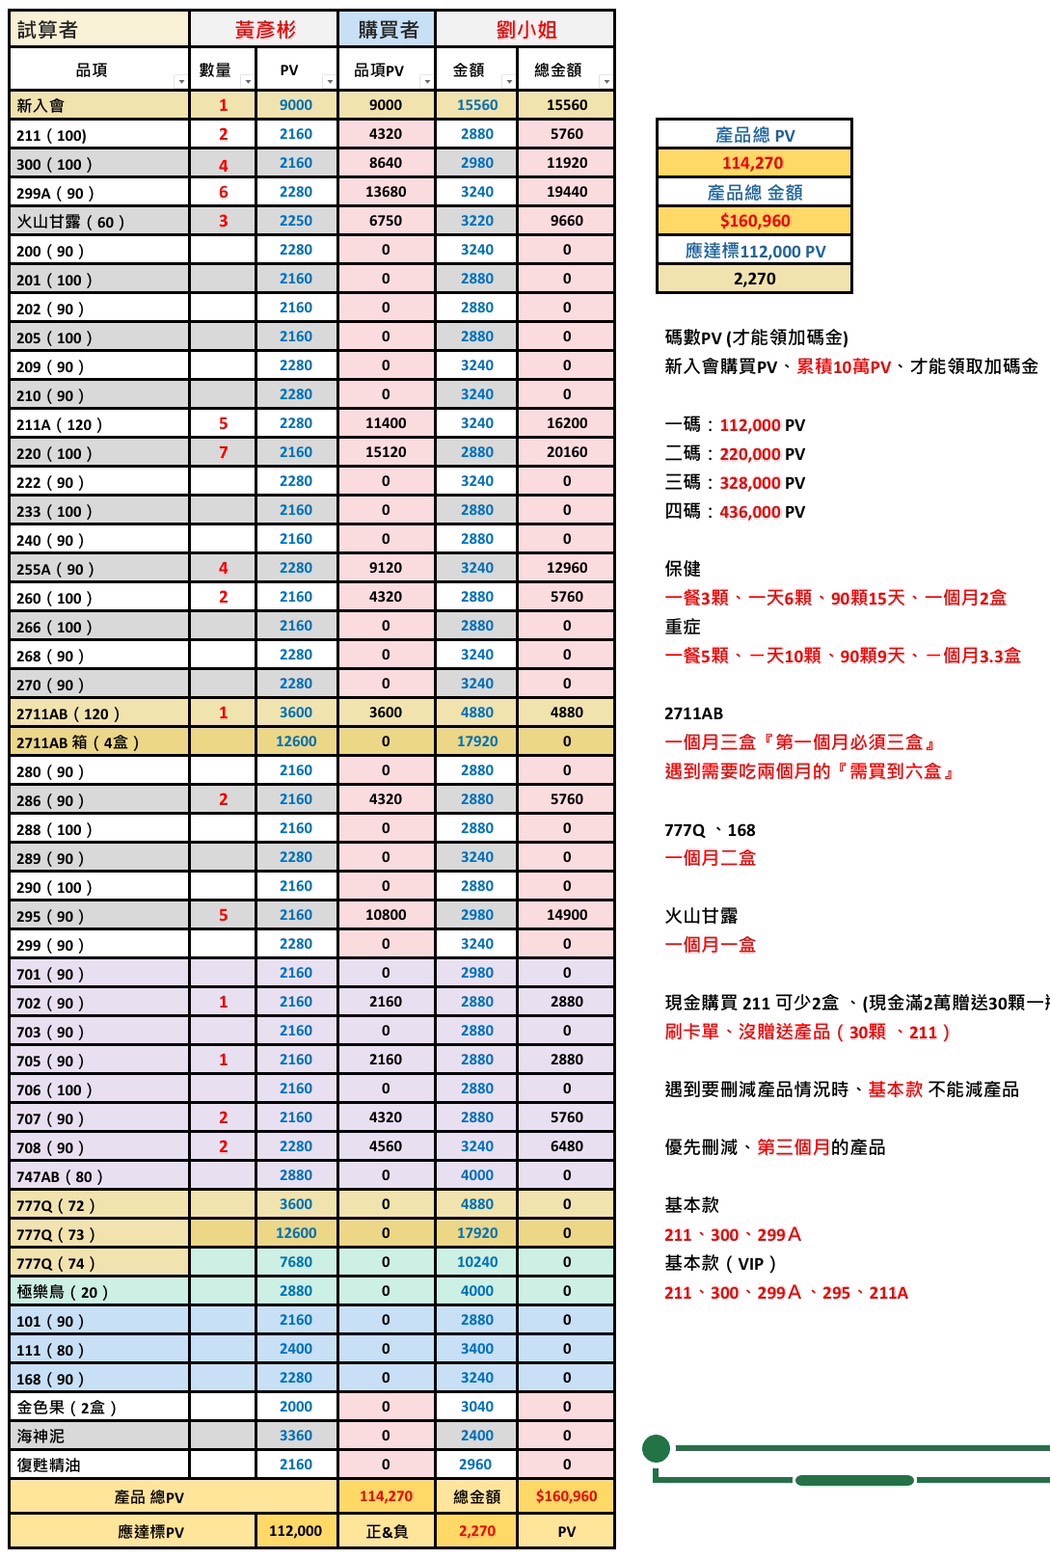 試算者 黃彥彬 購買者 劉小姐
品項 數量 PV 品項PV 金額 總金額
新入會 1 9000 9000 15560 15560
211（100) 2 2160 4320 2880 5760
300（100） 4 2160 8640 2980 11920
299A（90） 6 2280 13680 3240 19440
火山甘露（60） 3 2250 6750 3220 9660
200（90） 2280 0 3240 0
201（100） 2160 0 2880 0
202（90） 2160 0 2880 0
205（100） 2160 0 2880 0
209（90） 2280 0 3240 0
210（90） 2280 0 3240 0
211A（120） 5 2280 11400 3240 16200
220（100） 7 2160 15120 2880 20160
222（90） 2280 0 3240 0
233（100） 2160 0 2880 0
240（90） 2160 0 2880 0
255A（90） 4 2280 9120 3240 12960
260（100） 2 2160 4320 2880 5760
266（100） 2160 0 2880 0
268（90） 2280 0 3240 0
270（90） 2280 0 3240 0
2711AB（120） 1 3600 3600 4880 4880
2711AB 箱（4盒） 12600 0 17920 0
280（90） 2160 0 2880 0
286（90） 2 2160 4320 2880 5760
288（100） 2160 0 2880 0
289（90） 2280 0 3240 0
290（100） 2160 0 2880 0
295（90） 5 2160 10800 2980 14900
299（90） 2280 0 3240 0
701（90） 2160 0 2980 0
702（90） 1 2160 2160 2880 2880
703（90） 2160 0 2880 0
705（90） 1 2160 2160 2880 2880
706（100） 2160 0 2880 0
707（90） 2 2160 4320 2880 5760
708（90） 2 2280 4560 3240 6480
747AB（80） 2880 0 4000 0
777Q（72） 3600 0 4880 0
777Q（73） 12600 0 17920 0
777Q（74） 7680 0 10240 0
極樂鳥（20） 2880 0 4000 0
101（90） 2160 0 2880 0
111（80） 2400 0 3400 0
168（90） 2280 0 3240 0
金色果（2盒） 2000 0 3040 0
海神泥 3360 0 2400 0
復甦精油 2160 0 2960 0
產品 總PV 114,270 總金額 $160,960
應達標PV 112,000 正&負 2,270 PV
產品總 PV
114,270
產品總 金額
$160,960
應達標112,000 PV
2,270
碼數PV (才能領加碼金)
新入會購買PV、累積10萬PV、才能領取加碼金
一碼：112,000 PV
二碼：220,000 PV
三碼：328,000 PV
四碼：436,000 PV
保健
一餐3顆、一天6顆、90顆15天、一個月2盒
重症
一餐5顆、一天10顆、90顆9天、一個月3.3盒
2711AB
一個月三盒『第一個月必須三盒』
遇到需要吃兩個月的『需買到六盒』
777Q 、168
一個月二盒
火山甘露
一個月一盒
現金購買 211 可少2盒 、(現金滿2萬贈送30顆一
刷卡單、沒贈送產品（30顆 、211）
遇到要刪減產品情況時、基本款 不能減產品
優先刪減、第三個月的產品
基本款
211、300、299A
基本款（VIP）
211、300、299A 、295、211A